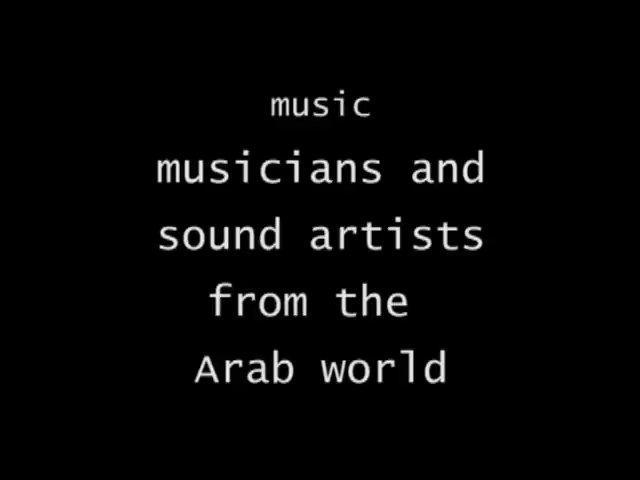 music
musicians and
sound artists
from the
Arab world